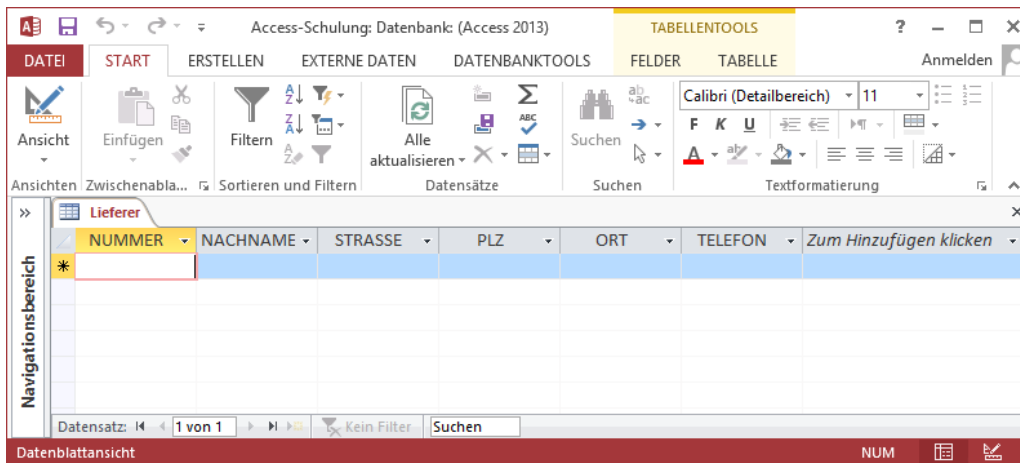 Access-Schulung: Datenbank: (Access 2013)
TABELLENTOOLS
?
DATEI START ERSTELLEN EXTERNE DATEN DATENBANKTOOLS FELDER TABELLE Anmelden
Ansicht
Einfügen
Filtern
Alle
aktualisieren
Suchen
Calibri (Detailbereich) 11
F K U
Ansichten Zwischenabla... Sortieren und Filtern Datensätze Suchen Textformatierung
Lieferer
NUMMER NACHNAME STRASSE PLZ ORT TELEFON Zum Hinzufügen klicken
Navigationsbereich
Datensatz: 1 von 1 Kein Filter Suchen
Datenblattansicht NUM